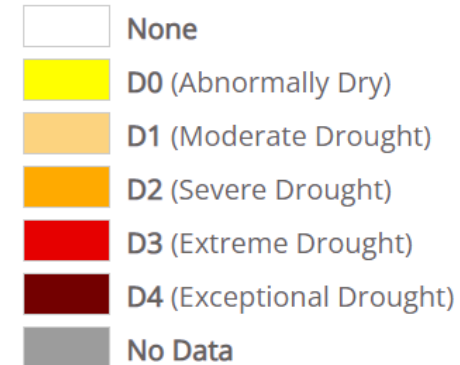 None
D0 (Abnormally Dry)
D1 (Moderate Drought)
D2 (Severe Drought)
D3 (Extreme Drought)
D4 (Exceptional Drought)
No Data